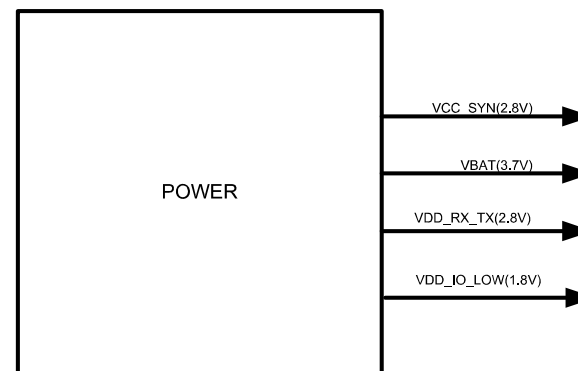 VCC_SYN(2.8V)
VBAT(3.7V)
POWER
VDD_RX_TX(2.8V)
VDD_IO_LOW(1.8V)